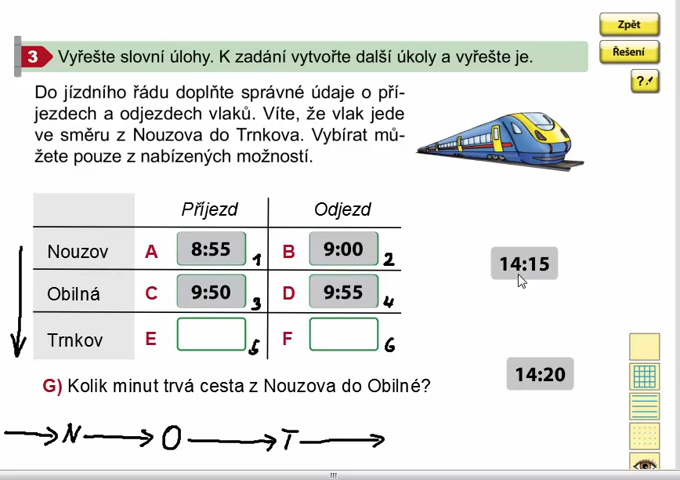 Zpět
3 Vyřešte slovní úlohy. K zadání vytvořte další úkoly a vyřešte je.
Řešení
?
Do jízdního řádu doplňte správné údaje o pří-
jezdech a odjezdech vlaků. Víte, že vlak jede
ve směru z Nouzova do Trnkova. Vybírat mů-
žete pouze z nabízených možností.
Příjezd Odjezd
Nouzov A 8:55 1 B 9:00 2
14:15
Obilná C 9:50 3 D 9:55 4
Trnkov E 5 F 6
14:20
G) Kolik minut trvá cesta z Nouzova do Obilné?
N O T